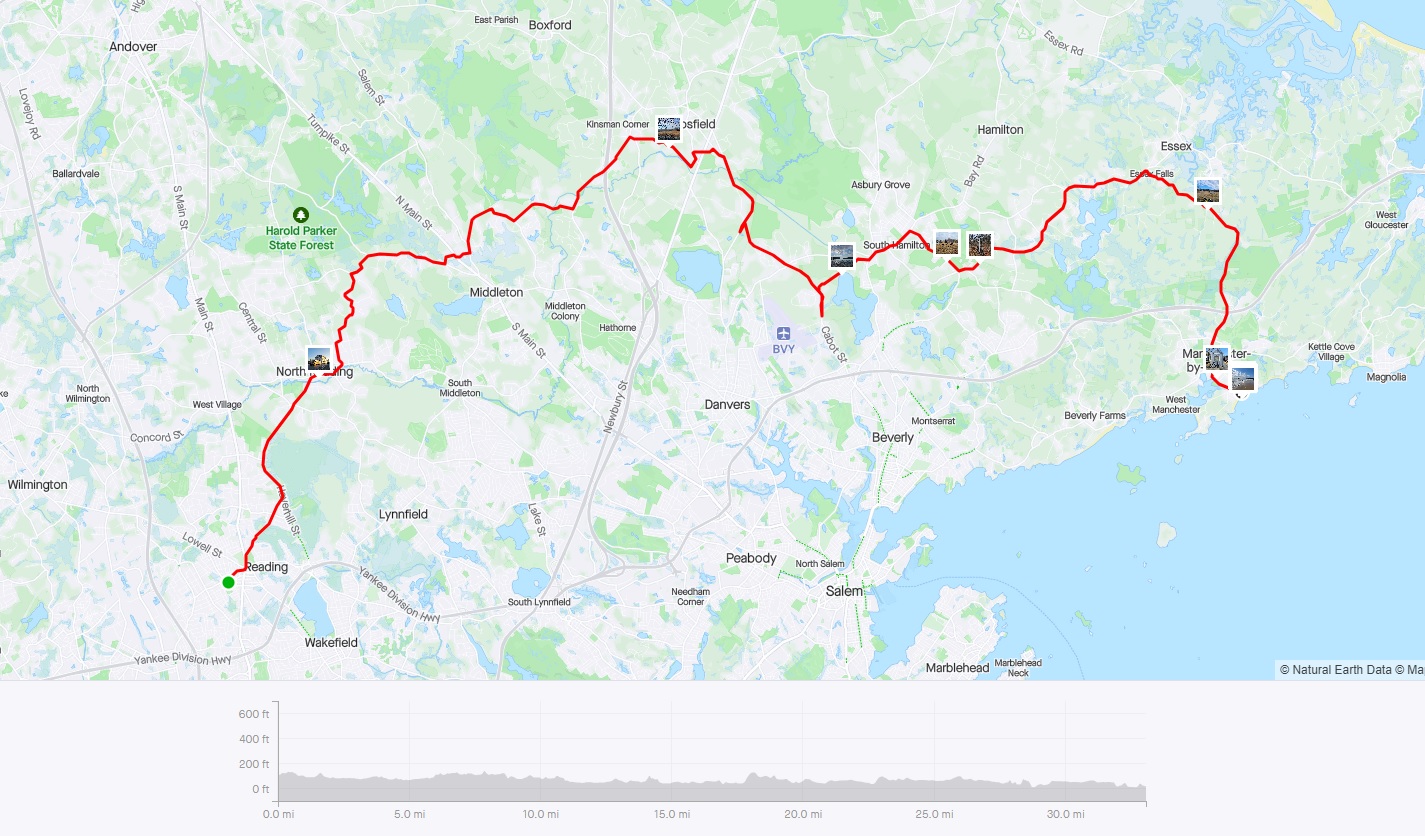 East Parish
Boxford
Andover
Essex Rd
Lovejoy Rd
Salem St
Turnpike St
Kinsman Corner
sfield
Hamilton
Essex
Ballardvale
S Main St
N Main St
Bay Rd
Essex Falls
Asbury Grove
Harold Parker
State Forest
West
Gloucester
South Hamilton
Middleton
Middleton
Colony
Main St
Central St
S Main St
Hathorne
BVY
Cabot St
Kettle Cove
Village
Man ter-
by-
North ding
North
Wilmington
South
Middleton
Magnolia
West Village
Newbury St
Danvers
West
Manchester
Beverly Farms
Montserrat
Concord St
Beverly
Wilmington
Haverhill St
Lynnfield
Lake St
Lowell St
Reading
Peabody
North Salem
Yankee Division Hwy
Salem
Needham
Corner
South Lynnfield
Wakefield
Yankee Division Hwy
Marblehead
Marblehead
Neck
© Natural Earth Data © Ma
600 ft
400 ft
200 ft
0 ft
0.0 mi
5.0 mi
10.0 mi
15.0 mi
20.0 mi
25.0 mi
30.0 mi